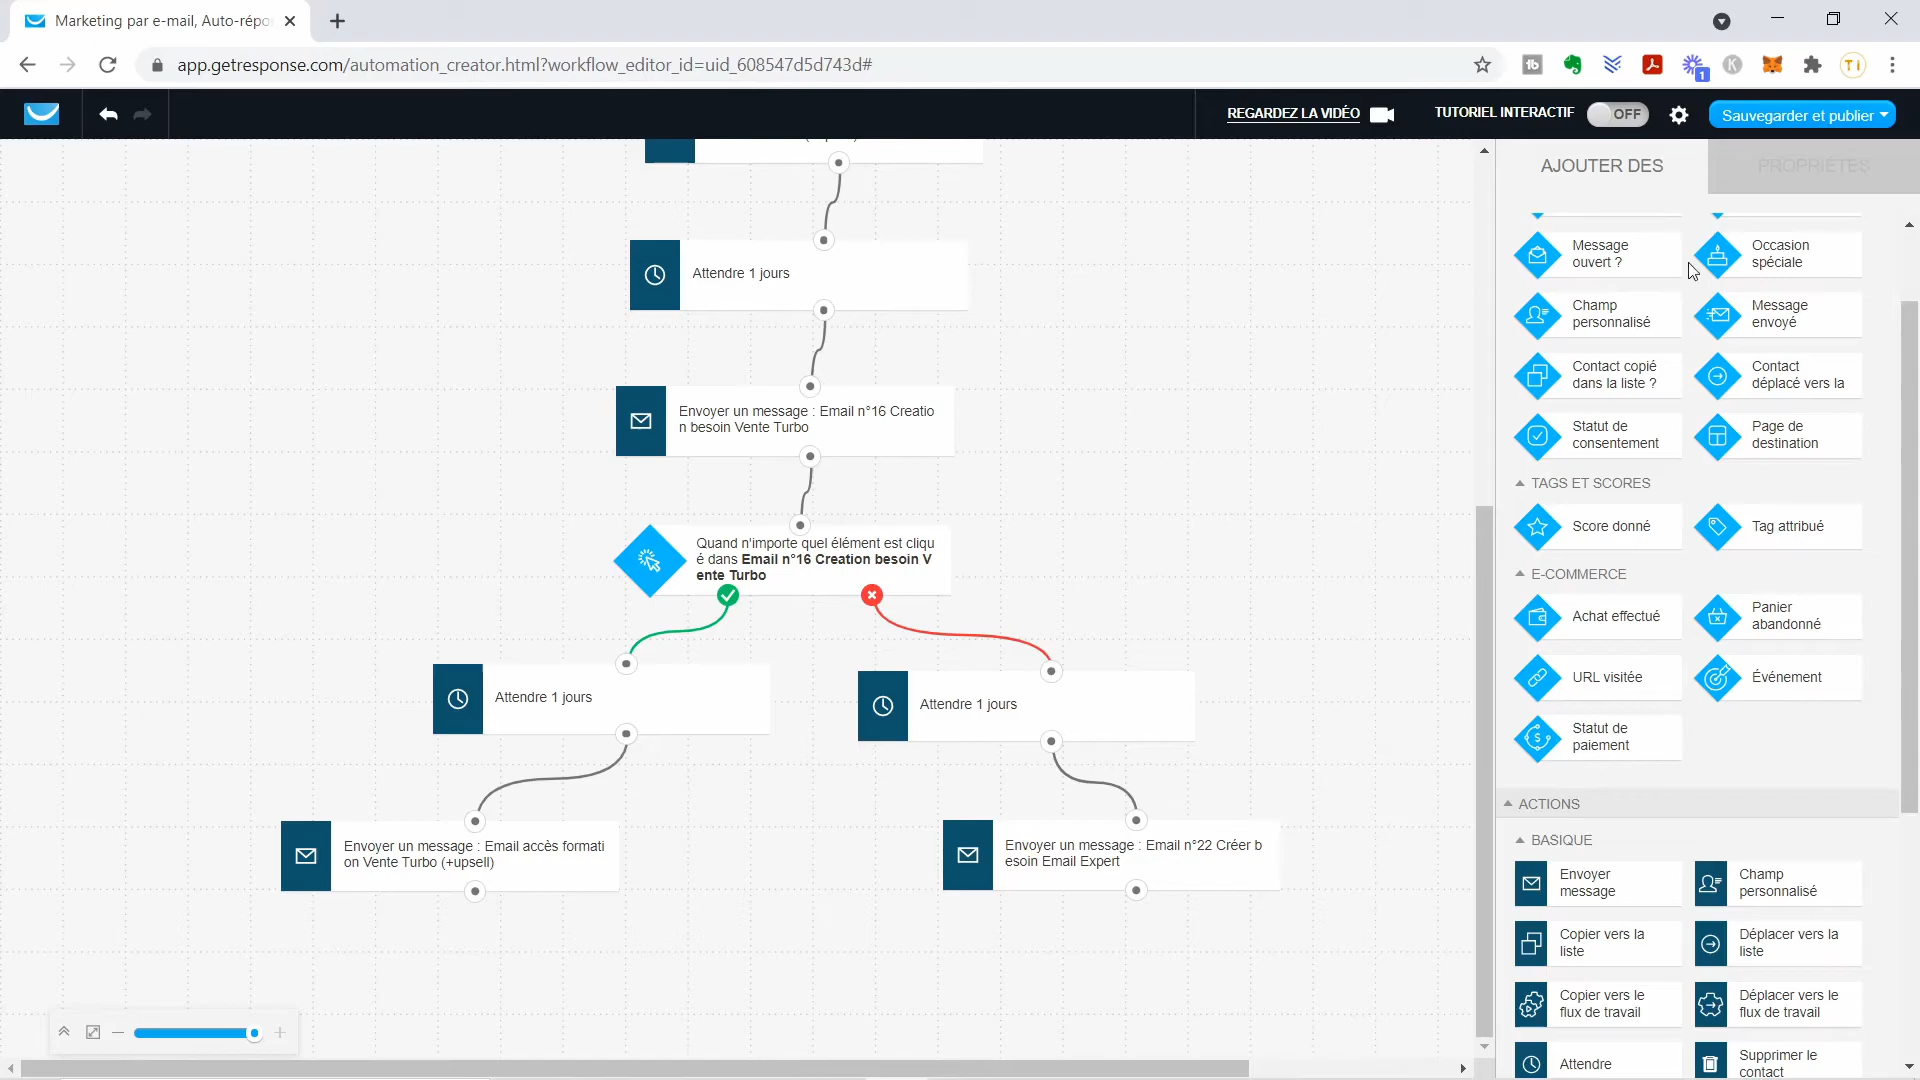 Marketing par e-mail, Auto-répo
app.getresponse.com/automation_creator.html?workflow_editor_id=uid_608547d5d743d#
1
K
TI
REGARDEZ LA VIDÉO
TUTORIEL INTERACTIF
OFF
Sauvegarder et publier
AJOUTER DES
PROPRIÉTÉS
Attendre 1 jours
Envoyer un message : Email n°16 Creatio
n besoin Vente Turbo
Quand n'importe quel élément est cliqu
é dans Email n°16 Creation besoin V
ente Turbo
Attendre 1 jours
Attendre 1 jours
Envoyer un message : Email accès formati
on Vente Turbo (+upsell)
Envoyer un message : Email n°22 Créer b
esoin Email Expert
Message
ouvert ?
Occasion
spéciale
Champ
personnalisé
Message
envoyé
Contact copié
dans la liste ?
Contact
déplacé vers la
Statut de
consentement
Page de
destination
TAGS ET SCORES
Score donné
Tag attribué
E-COMMERCE
Achat effectué
Panier
abandonné
URL visitée
Événement
Statut de
paiement
ACTIONS
BASIQUE
Envoyer
message
Champ
personnalisé
Copier vers la
liste
Déplacer vers la
liste
Copier vers le
flux de travail
Déplacer vers le
flux de travail
Attendre
Supprimer le
contact